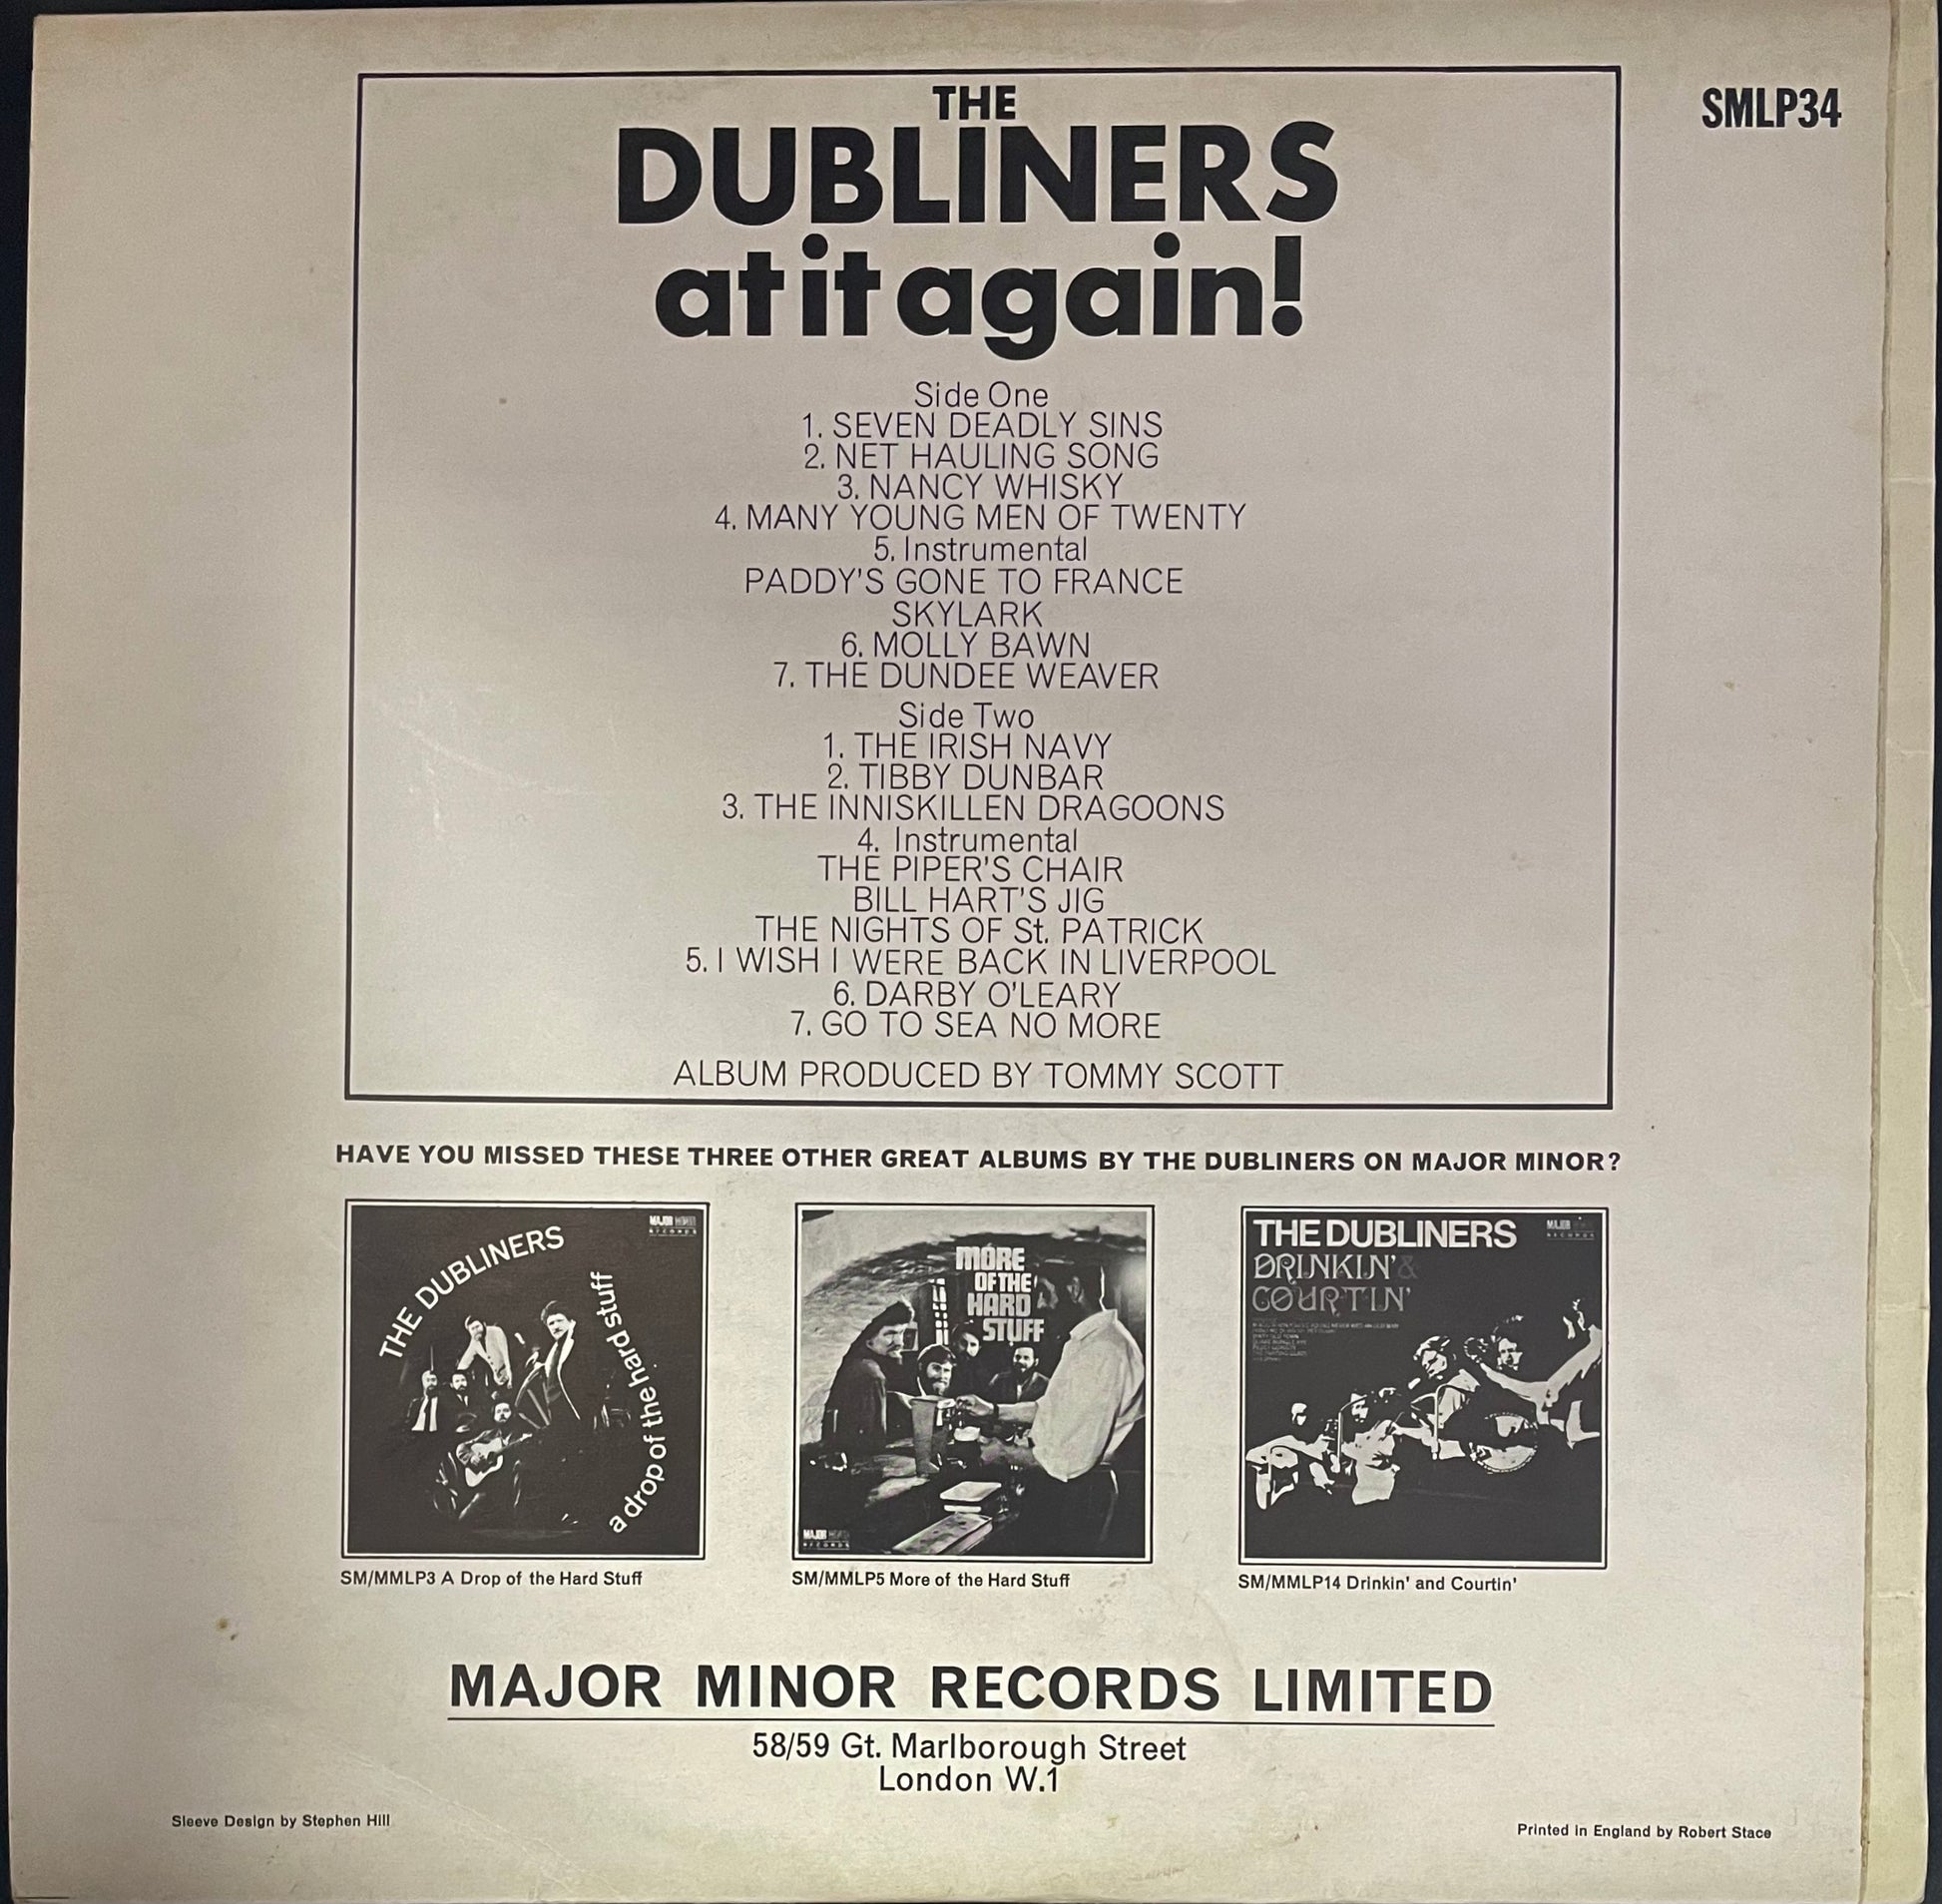 SMLP34
THE
DUBLINERS
at it again!
Side One
1. SEVEN DEADLY SINS
2. NET HAULING SONG
3. NANCY WHISKY
4. MANY YOUNG MEN OF TWENTY
5. Instrumental
PADDY'S GONE TO FRANCE
SKYLARK
6. MOLLY BAWN
7. THE DUNDEE WEAVER
Side Two
1. THE IRISH NAVY
2. TIBBY DUNBAR
3. THE INNISKILLEN DRAGOONS
4. Instrumental
THE PIPER'S CHAIR
BILL HART'S JIG
THE NIGHTS OF St. PATRICK
5. I WISH I WERE BACK IN LIVERPOOL
6. DARBY O'LEARY
7. GO TO SEA NO MORE
ALBUM PRODUCED BY TOMMY SCOTT
HAVE YOU MISSED THESE THREE OTHER GREAT ALBUMS BY THE DUBLINERS ON MAJOR MINOR?
THE DUBLINERS
a drop of the hard stuff
MAJOR MINOR
RECORDS
MORE
OF THE
HARD
STUFF
MAJOR MINOR
RECORDS
THE DUBLINERS
DRINKIN' &
COURTIN'
MAJOR
RECORDS
SM/MMLP3 A Drop of the Hard Stuff
SM/MMLP5 More of the Hard Stuff
SM/MMLP14 Drinkin' and Courtin'
MAJOR MINOR RECORDS LIMITED
58/59 Gt. Marlborough Street
London W.1
Sleeve Design by Stephen Hill
Printed in England by Robert Stace